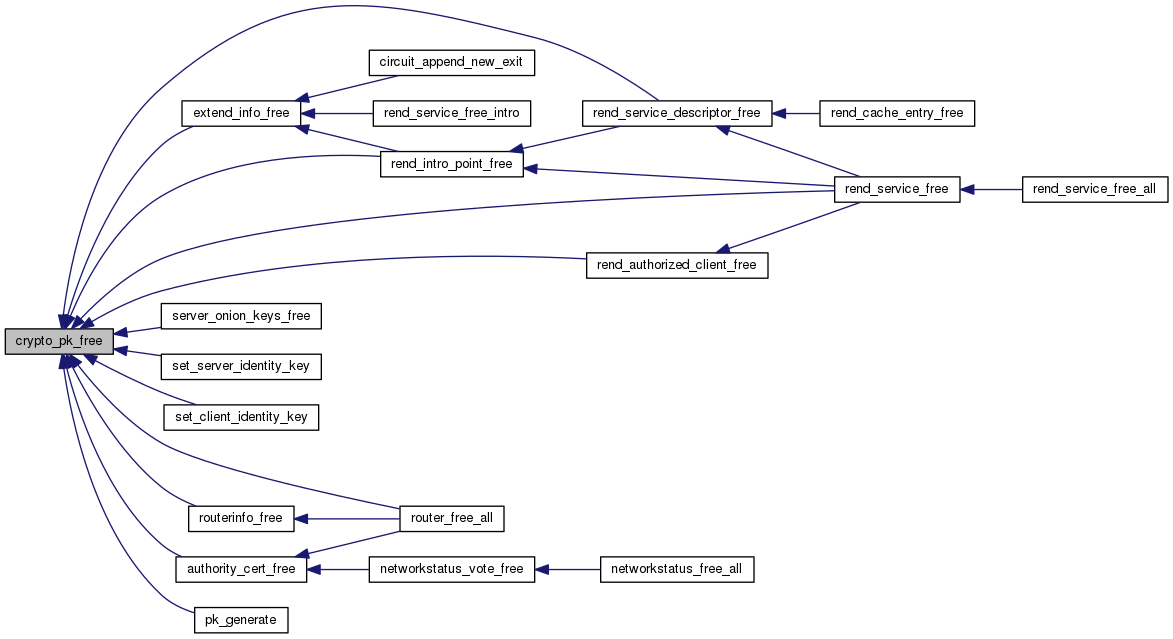 circuit_append_new_exit
extend_info_free
rend_service_free_intro
rend_service_descriptor_free
rend_cache_entry_free
rend_intro_point_free
rend_service_free
rend_service_free_all
rend_authorized_client_free
server_onion_keys_free
crypto_pk_free
set_server_identity_key
set_client_identity_key
routerinfo_free
router_free_all
authority_cert_free
networkstatus_vote_free
networkstatus_free_all
pk_generate